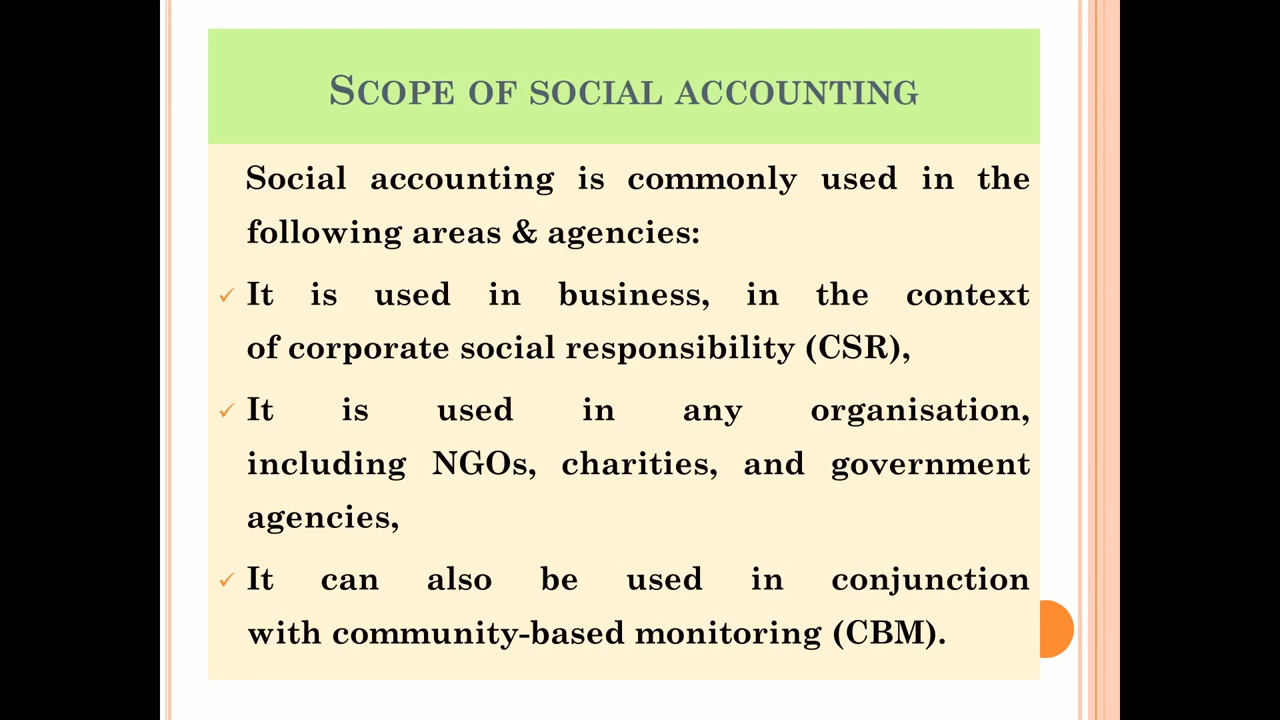 Scope of social accounting
Social accounting is commonly used in the
following areas & agencies:
✓ It is used in business, in the context
of corporate social responsibility (CSR),
✓ It is used in any organisation,
including NGOs, charities, and government
agencies,
✓ It can also be used in conjunction
with community-based monitoring (CBM).